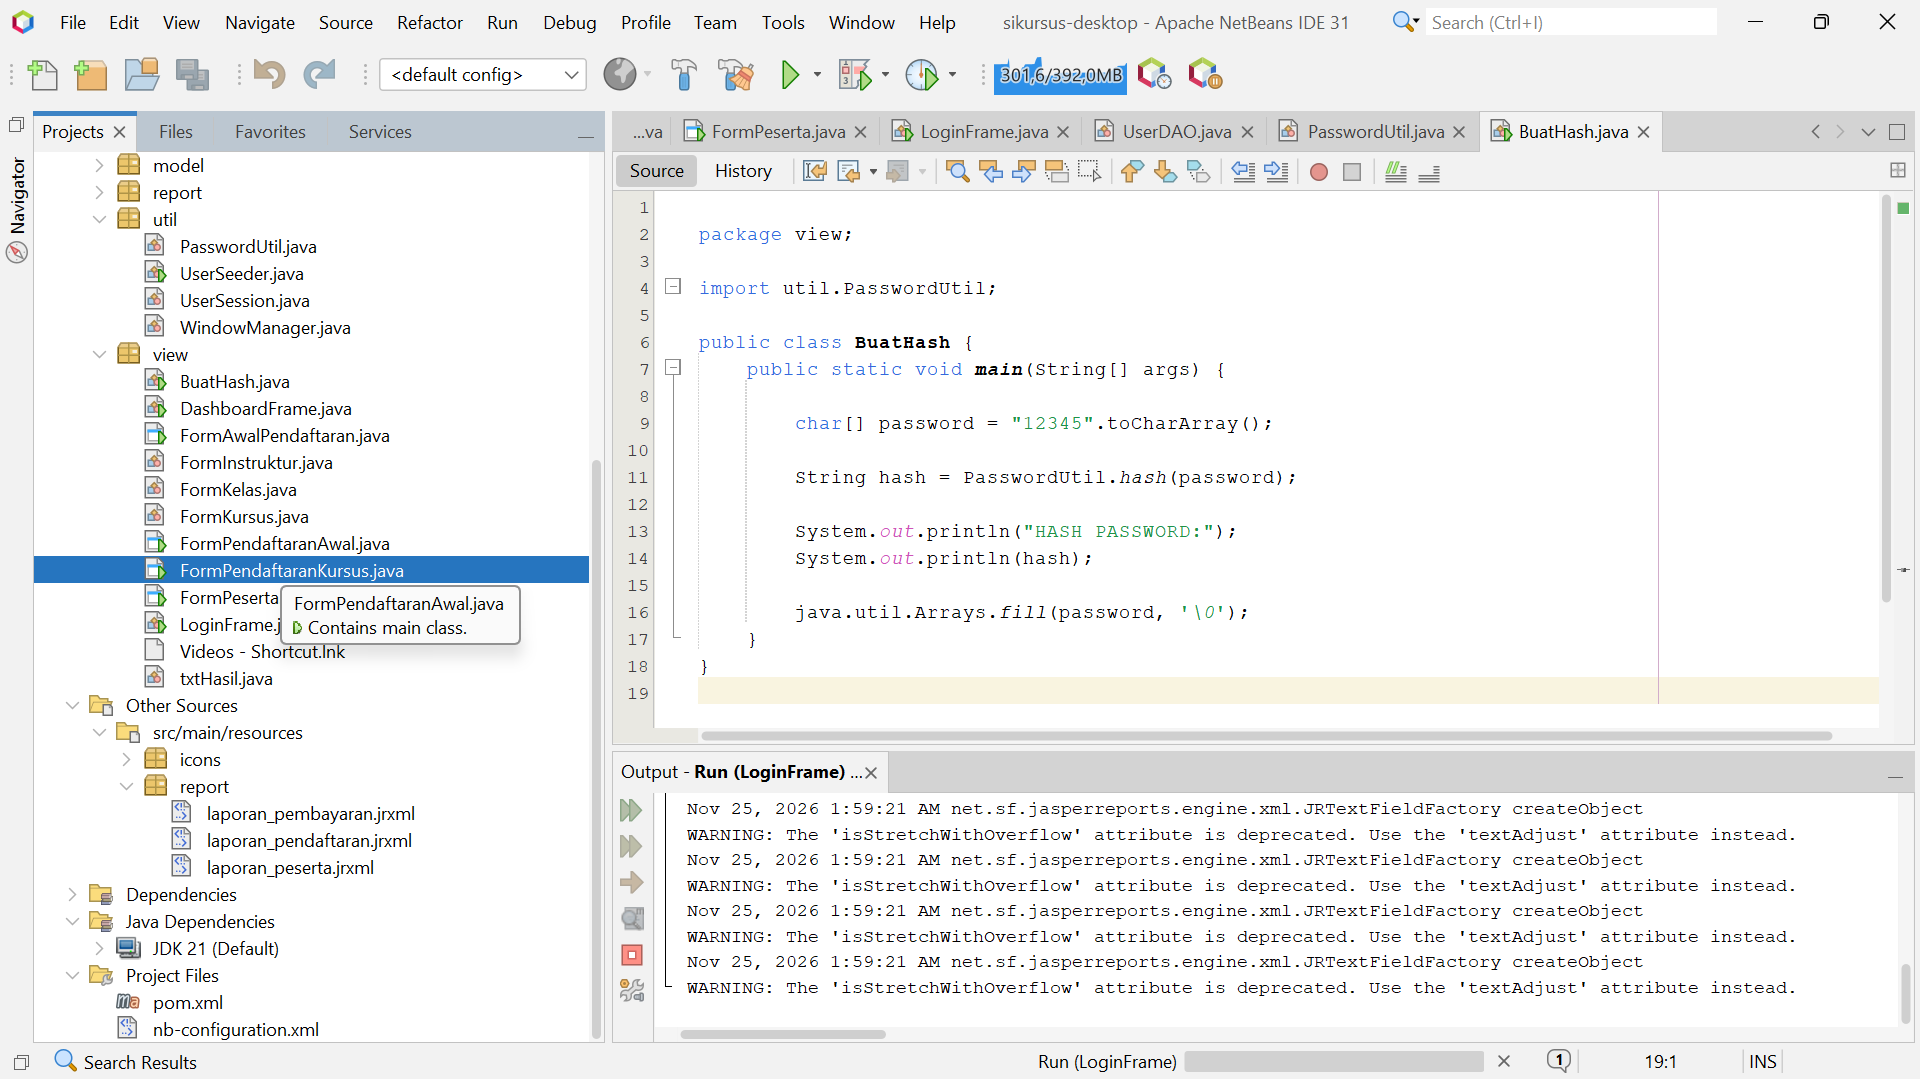 File Edit View Navigate Source Refactor Run Debug Profile Team Tools Window Help
sikursus-desktop - Apache NetBeans IDE 31
Search (Ctrl+I)
<default config>
301,6/392,0MB
Projects
Files
Favorites
Services
Navigator
model
report
util
PasswordUtil.java
UserSeeder.java
UserSession.java
WindowManager.java
view
BuatHash.java
DashboardFrame.java
FormAwalPendaftaran.java
FormInstruktur.java
FormKelas.java
FormKursus.java
FormPendaftaranAwal.java
FormPendaftaranKursus.java
FormPeserta
LoginFrame.j
Videos - Shortcut.lnk
txtHasil.java
FormPendaftaranAwal.java
Contains main class.
Other Sources
src/main/resources
icons
report
laporan_pembayaran.jrxml
laporan_pendaftaran.jrxml
laporan_peserta.jrxml
Dependencies
Java Dependencies
JDK 21 (Default)
Project Files
pom.xml
nb-configuration.xml
...va
FormPeserta.java
LoginFrame.java
UserDAO.java
PasswordUtil.java
BuatHash.java
Source
History
1
2 package view;
3
4 import util.PasswordUtil;
5
6 public class BuatHash {
7 public static void main(String[] args) {
8
9 char[] password = "12345".toCharArray();
10
11 String hash = PasswordUtil.hash(password);
12
13 System.out.println("HASH PASSWORD:");
14 System.out.println(hash);
15
16 java.util.Arrays.fill(password, '\0');
17 }
18 }
19
Output - Run (LoginFrame) ...
Nov 25, 2026 1:59:21 AM net.sf.jasperreports.engine.xml.JRTextFieldFactory createObject
WARNING: The 'isStretchWithOverflow' attribute is deprecated. Use the 'textAdjust' attribute instead.
Nov 25, 2026 1:59:21 AM net.sf.jasperreports.engine.xml.JRTextFieldFactory createObject
WARNING: The 'isStretchWithOverflow' attribute is deprecated. Use the 'textAdjust' attribute instead.
Nov 25, 2026 1:59:21 AM net.sf.jasperreports.engine.xml.JRTextFieldFactory createObject
WARNING: The 'isStretchWithOverflow' attribute is deprecated. Use the 'textAdjust' attribute instead.
Nov 25, 2026 1:59:21 AM net.sf.jasperreports.engine.xml.JRTextFieldFactory createObject
WARNING: The 'isStretchWithOverflow' attribute is deprecated. Use the 'textAdjust' attribute instead.
Search Results
Run (LoginFrame)
1
19:1
INS